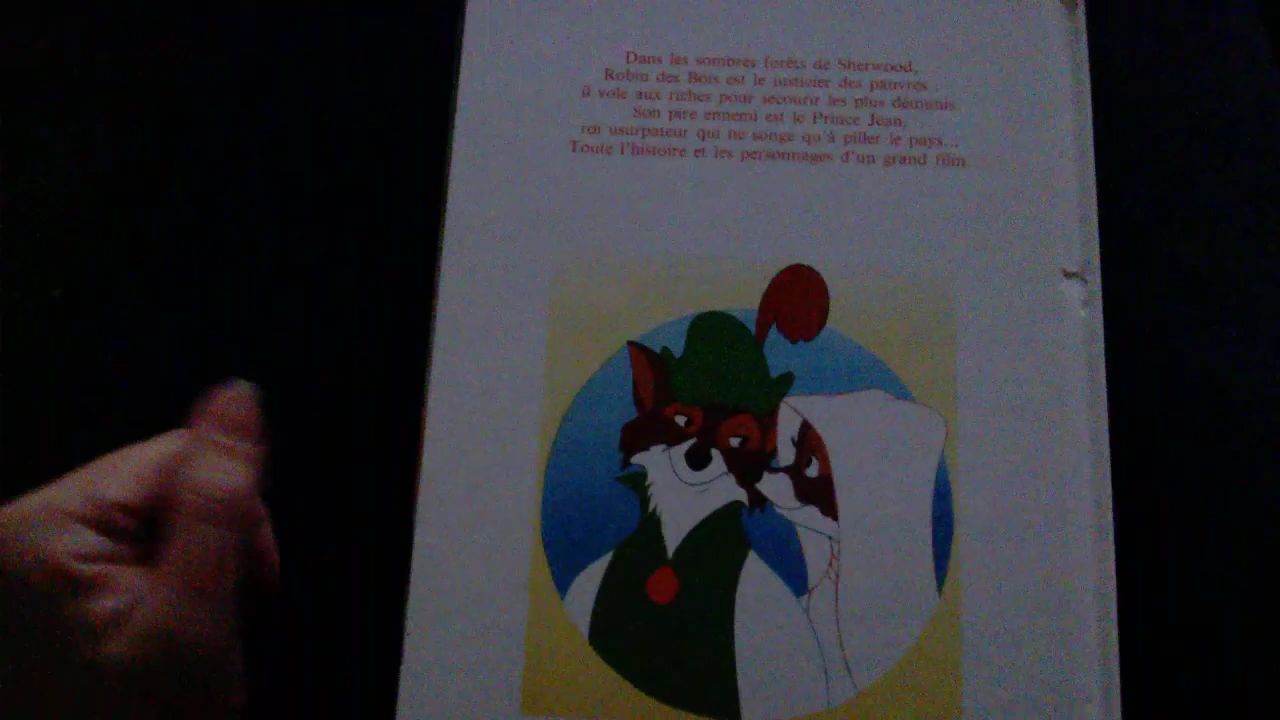 Dans les sombres forêts de Sherwood,
Robin des Bois est le justicier des pauvres :
il vole aux riches pour secourir les plus démunis
Son pire ennemi est le Prince Jean,
roi usurpateur qui ne songe qu'à piller le pays...
Toute l'histoire et les personnages d'un grand film